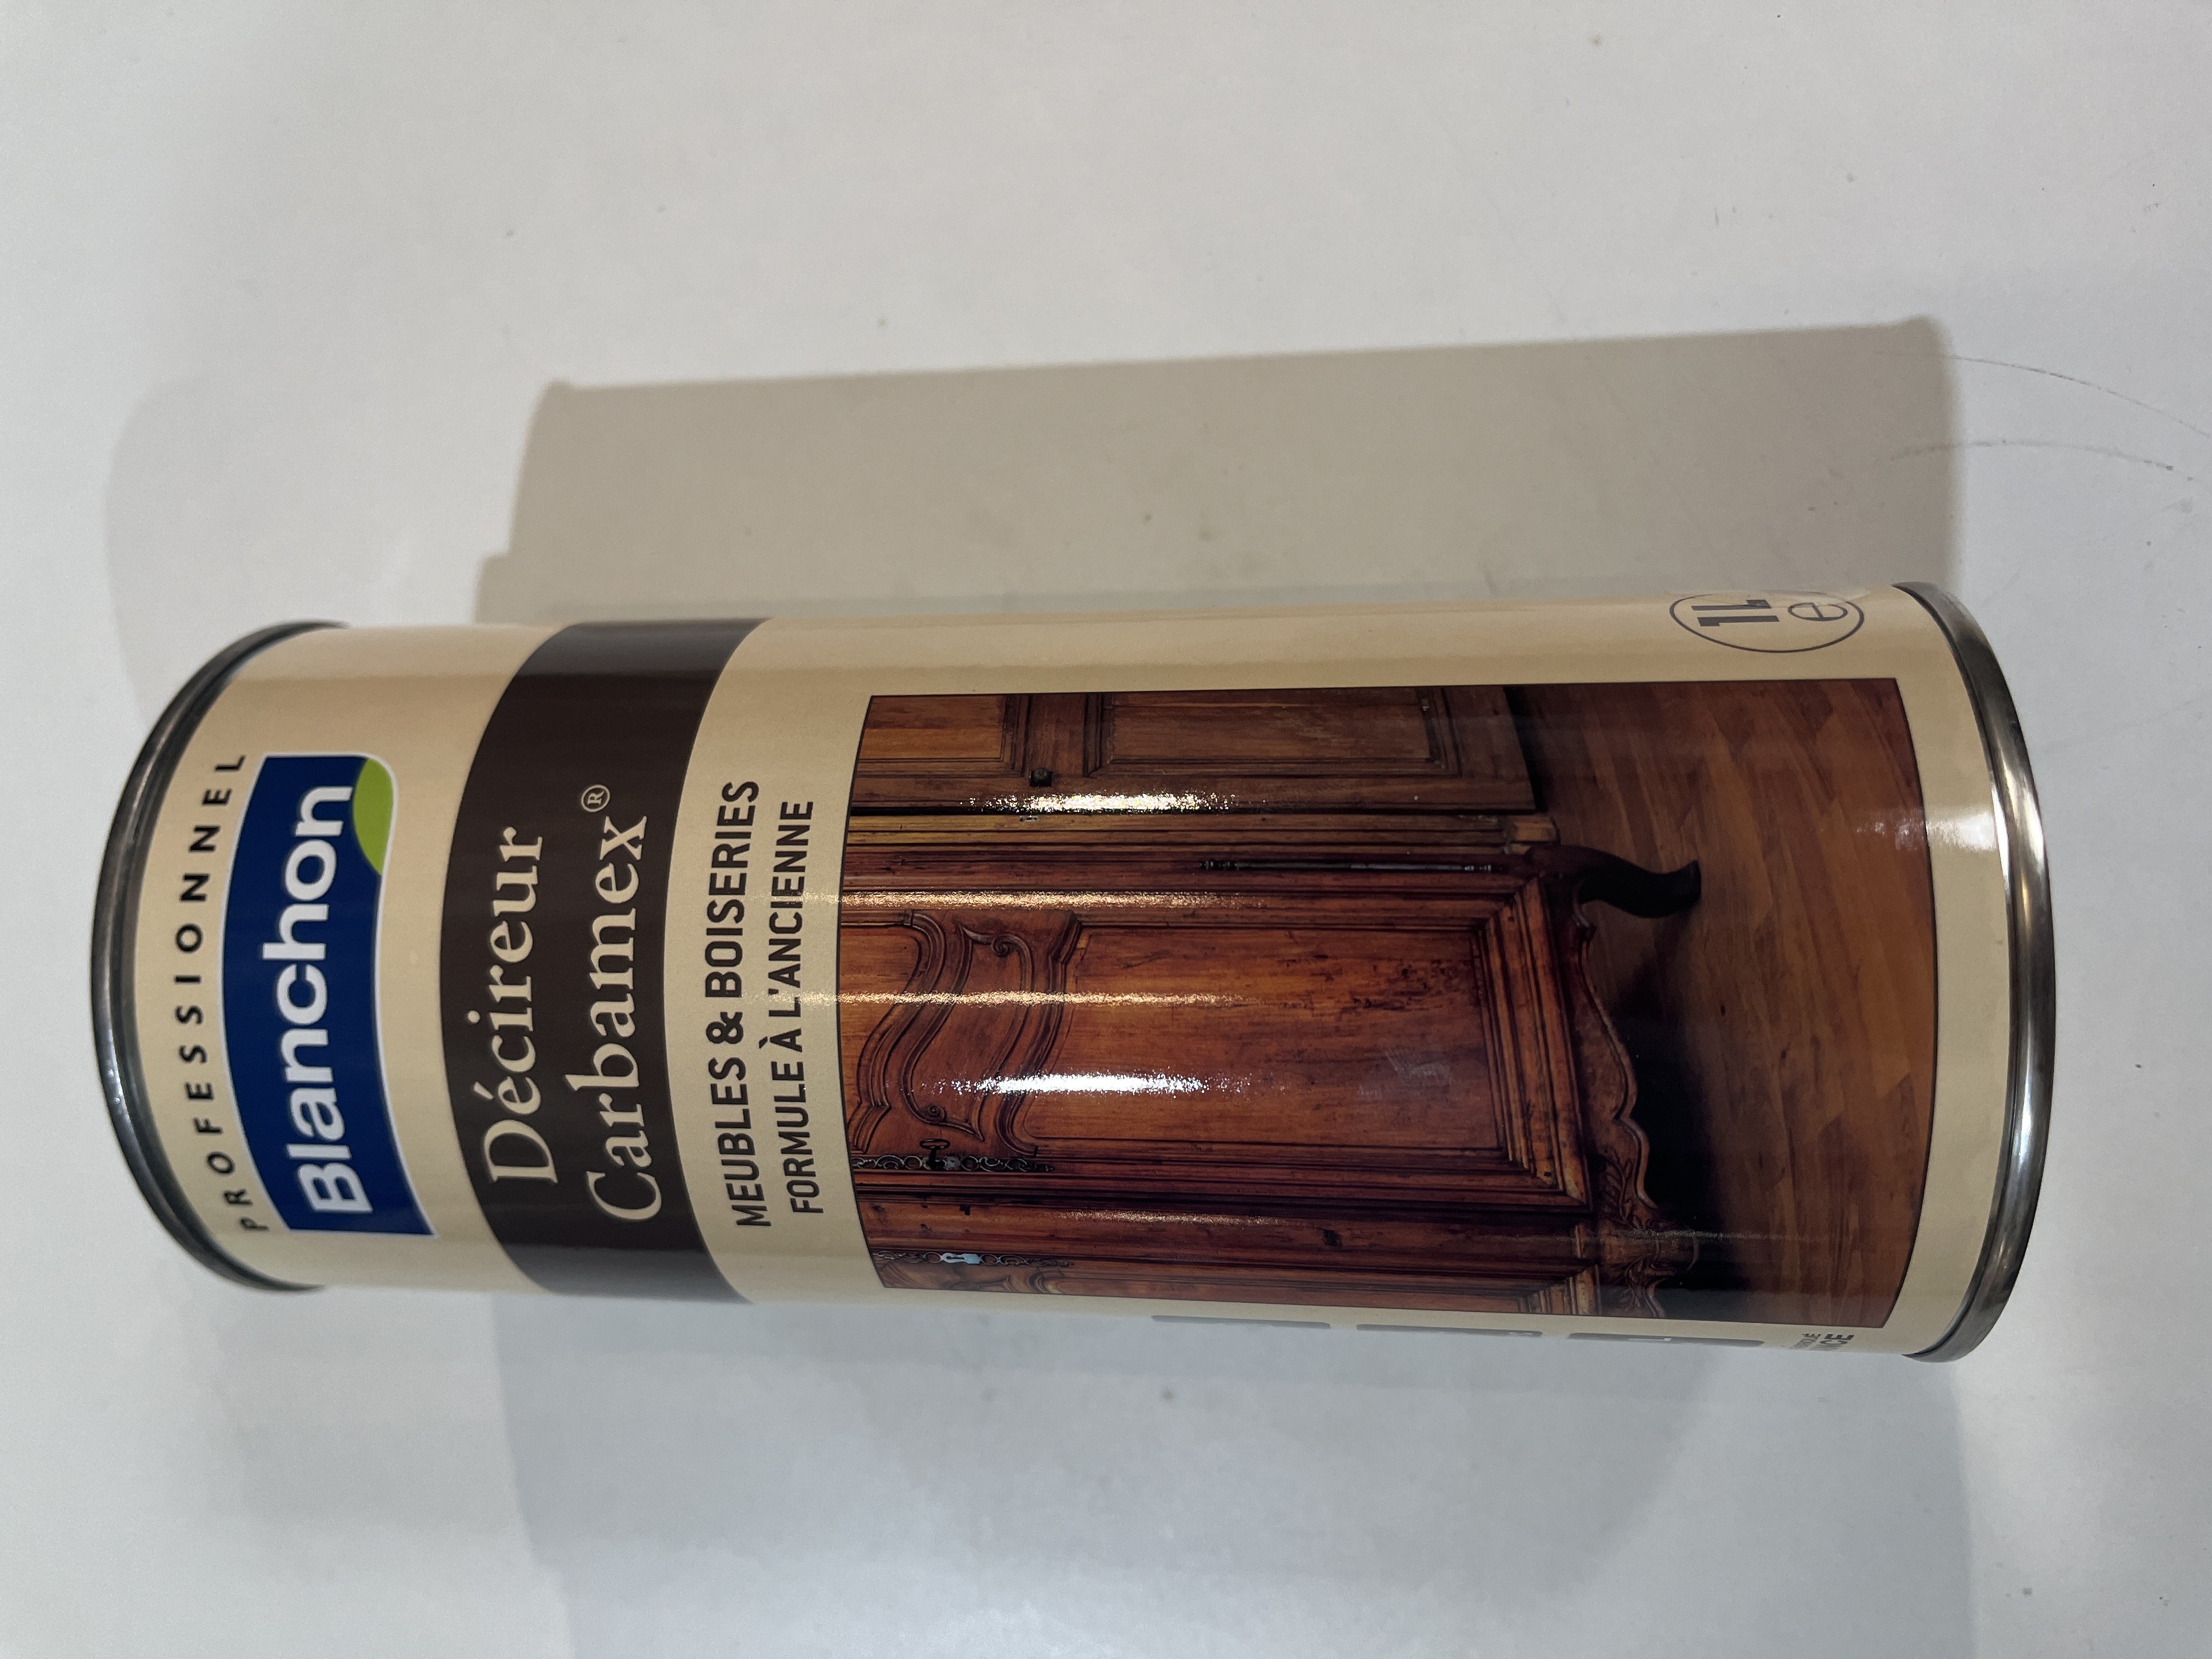 PROFESSIONNEL
Blanchon
Décireur
Carbamex®
MEUBLES & BOISERIES
FORMULE À L'ANCIENNE
1L
e